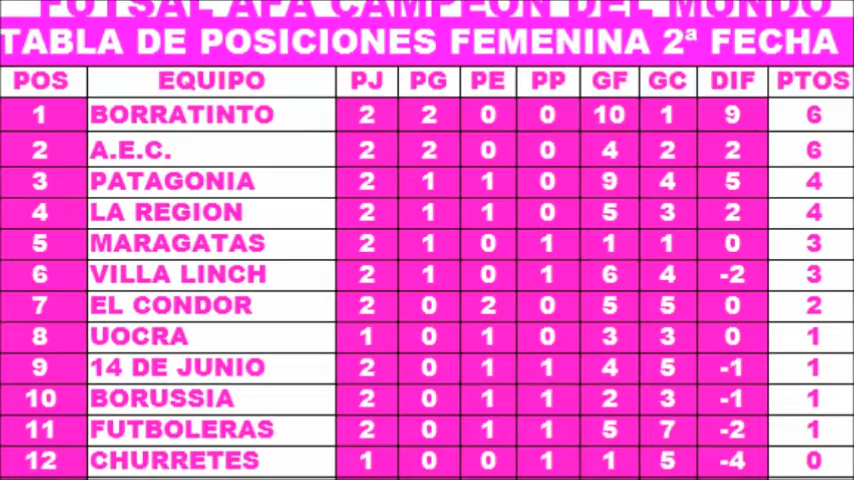 FUTSAL AFA CAMPEON DEL MUNDO
TABLA DE POSICIONES FEMENINA 2ª FECHA
POS EQUIPO PJ PG PE PP GF GC DIF PTOS
1 BORRATINTO 2 2 0 0 10 1 9 6
2 A.E.C. 2 2 0 0 4 2 2 6
3 PATAGONIA 2 1 1 0 9 4 5 4
4 LA REGION 2 1 1 0 5 3 2 4
5 MARAGATAS 2 1 0 1 1 1 0 3
6 VILLA LINCH 2 1 0 1 6 4 -2 3
7 EL CONDOR 2 0 2 0 5 5 0 2
8 UOCRA 1 0 1 0 3 3 0 1
9 14 DE JUNIO 2 0 1 1 4 5 -1 1
10 BORUSSIA 2 0 1 1 2 3 -1 1
11 FUTBOLERAS 2 0 1 1 5 7 -2 1
12 CHURRETES 1 0 0 1 1 5 -4 0